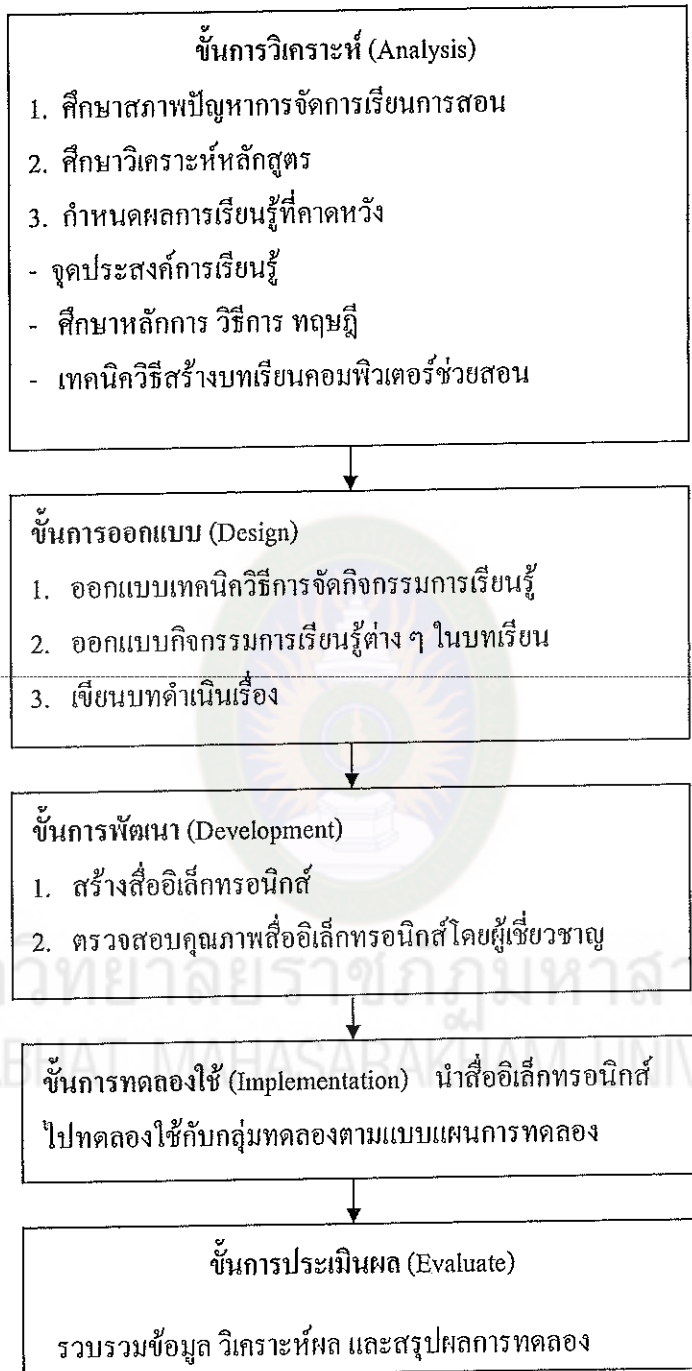 ขั้นการวิเคราะห์ (Analysis)
1. ศึกษาสภาพปัญหาการจัดการเรียนการสอน
2. ศึกษาวิเคราะห์หลักสูตร
3. กำหนดผลการเรียนรู้ที่คาดหวัง
- จุดประสงค์การเรียนรู้
- ศึกษาหลักการ วิธีการ ทฤษฎี
- เทคนิควิธีสร้างบทเรียนคอมพิวเตอร์ช่วยสอน
ขั้นการออกแบบ (Design)
1. ออกแบบเทคนิควิธีการจัดกิจกรรมการเรียนรู้
2. ออกแบบกิจกรรมการเรียนรู้ต่าง ๆ ในบทเรียน
3. เขียนบทดำเนินเรื่อง
ขั้นการพัฒนา (Development)
1. สร้างสื่ออิเล็กทรอนิกส์
2. ตรวจสอบคุณภาพสื่ออิเล็กทรอนิกส์โดยผู้เชี่ยวชาญ
วิทยาลัยราชภัฏมหาสา
ABHAT MAHASARAKHAM UNIV
ขั้นการทดลองใช้ (Implementation) นำสื่ออิเล็กทรอนิกส์
ไปทดลองใช้กับกลุ่มทดลองตามแบบแผนการทดลอง
ขั้นการประเมินผล (Evaluate)
รวบรวมข้อมูล วิเคราะห์ผล และสรุปผลการทดลอง